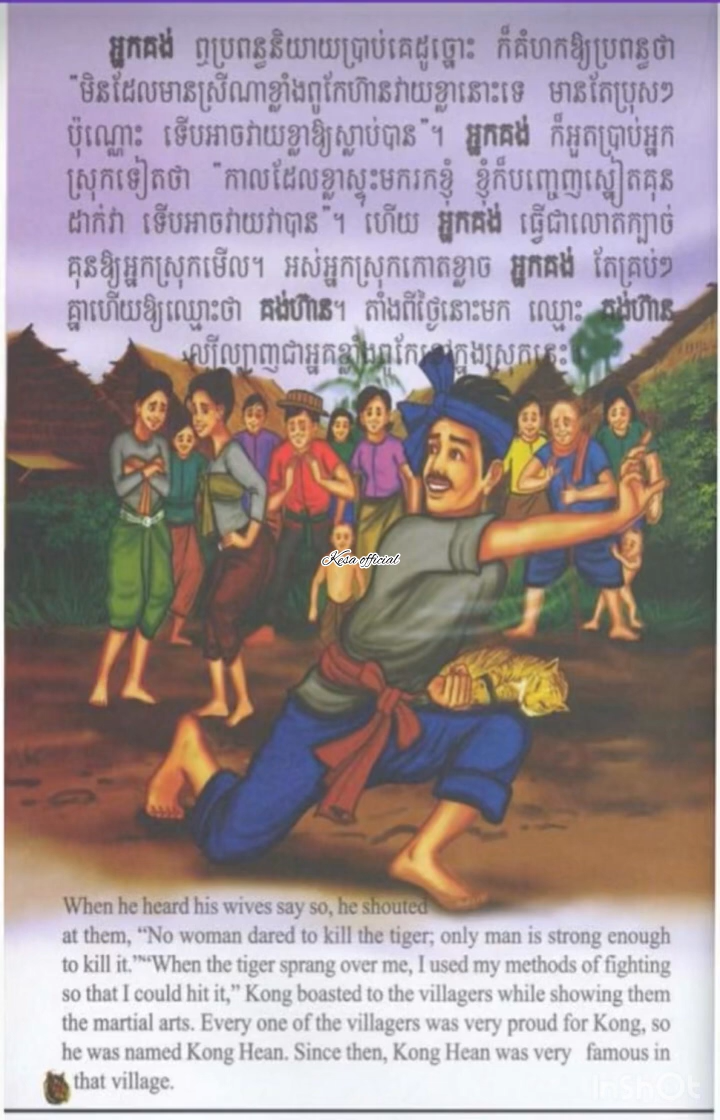 អ្នកគង់ ឮប្រពន្ធនិយាយប្រាប់គេដូច្នោះ ក៏គំហកឱ្យប្រពន្ធថា
"មិនដែលមានស្រីណាខ្លាំងពូកែហ៊ានវាយខ្លានោះទេ មានតែប្រុសៗ
ប៉ុណ្ណោះ ទើបអាចវាយខ្លាឱ្យស្លាប់បាន"។ អ្នកគង់ ក៏អួតប្រាប់អ្នក
ស្រុកទៀតថា "កាលដែលខ្លាស្ទុះមករកខ្ញុំ ខ្ញុំក៏បញ្ចេញស្នៀតគុន
ដាក់វា ទើបអាចវាយវាបាន"។ ហើយ អ្នកគង់ ធ្វើជាលោតក្បាច់
គុនឱ្យអ្នកស្រុកមើល។ អស់អ្នកស្រុកកោតខ្លាច អ្នកគង់ តែគ្រប់ៗ
គ្នាហើយឱ្យឈ្មោះថា គង់ហ៊ាន។ តាំងពីថ្ងៃនោះមក ឈ្មោះ គង់ហ៊ាន
ល្បីល្បាញជាអ្នកខ្លាំងពូកែនៅក្នុងស្រុកនេះ។
Kesa official
When he heard his wives say so, he shouted
at them, “No woman dared to kill the tiger; only man is strong enough
to kill it.”“When the tiger sprang over me, I used my methods of fighting
so that I could hit it,” Kong boasted to the villagers while showing them
the martial arts. Every one of the villagers was very proud for Kong, so
he was named Kong Hean. Since then, Kong Hean was very famous in
that village.
InShOt